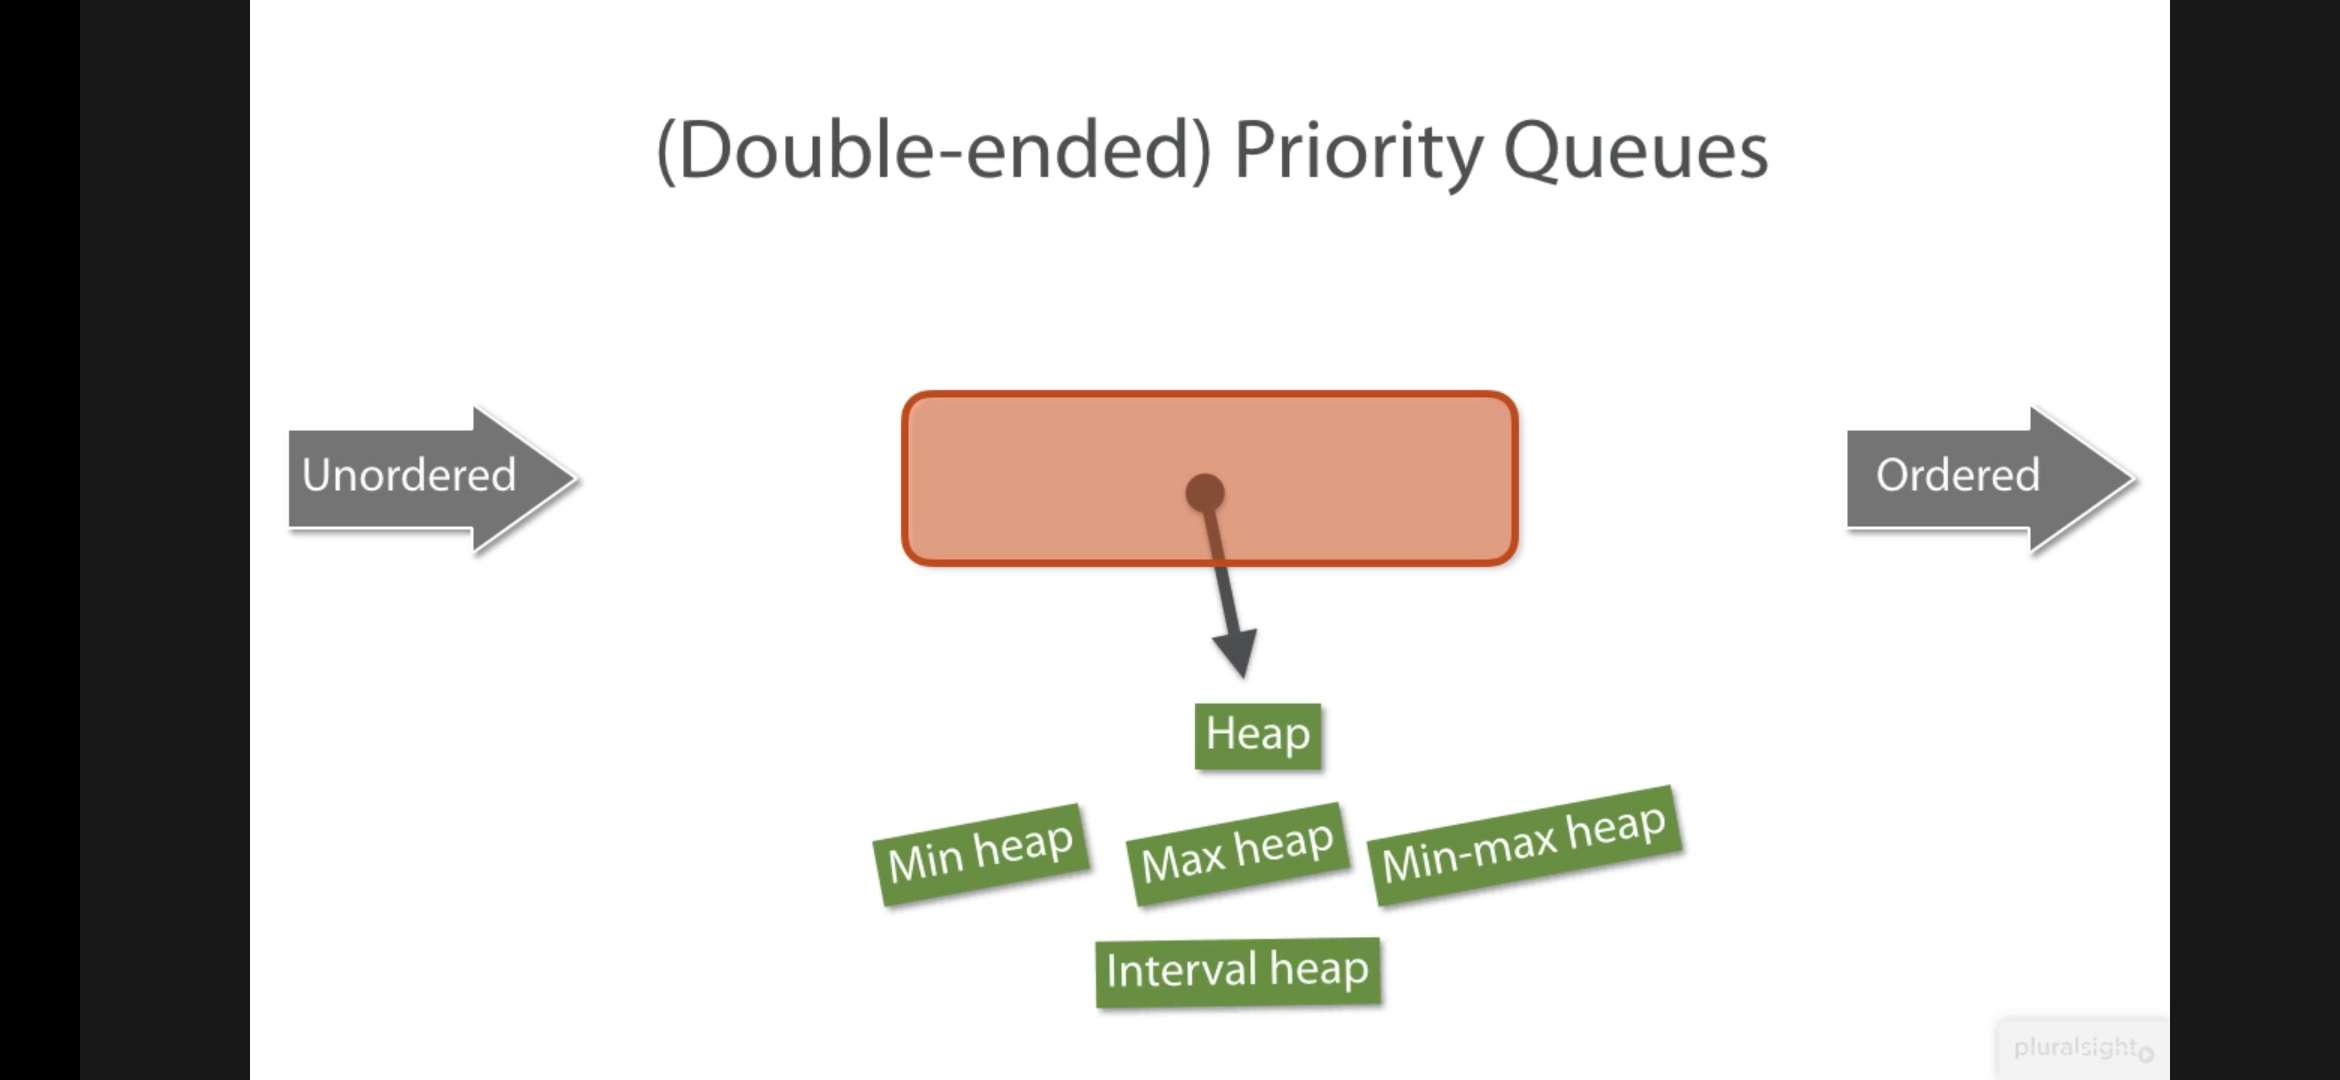 (Double-ended) Priority Queues
Unordered
Ordered
Heap
Min heap
Max heap
Min-max heap
Interval heap
pluralsight